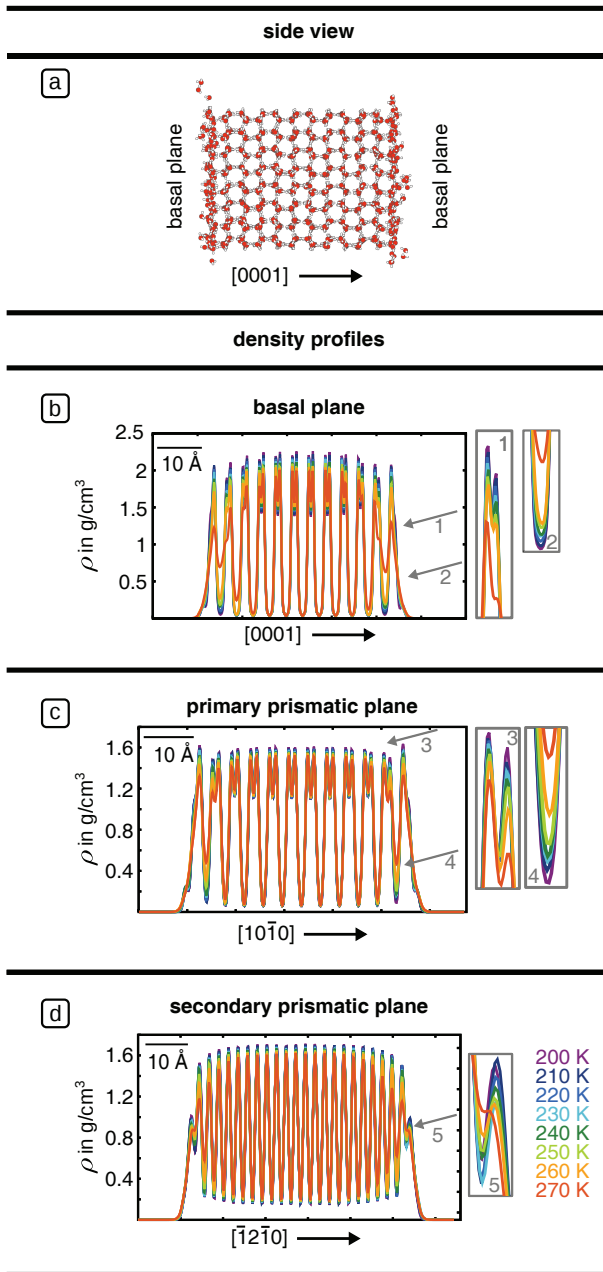 side view
a
basal plane
basal plane
[0001]
density profiles
b
basal plane
ρ in g/cm³
2.5
2
1.5
1
0.5
10 Å
1
2
1
2
[0001]
c
primary prismatic plane
ρ in g/cm³
1.6
1.2
0.8
0.4
10 Å
3
4
3
4
[101̄0]
d
secondary prismatic plane
ρ in g/cm³
1.6
1.2
0.8
0.4
10 Å
5
5
200 K
210 K
220 K
230 K
240 K
250 K
260 K
270 K
[1̄21̄0]